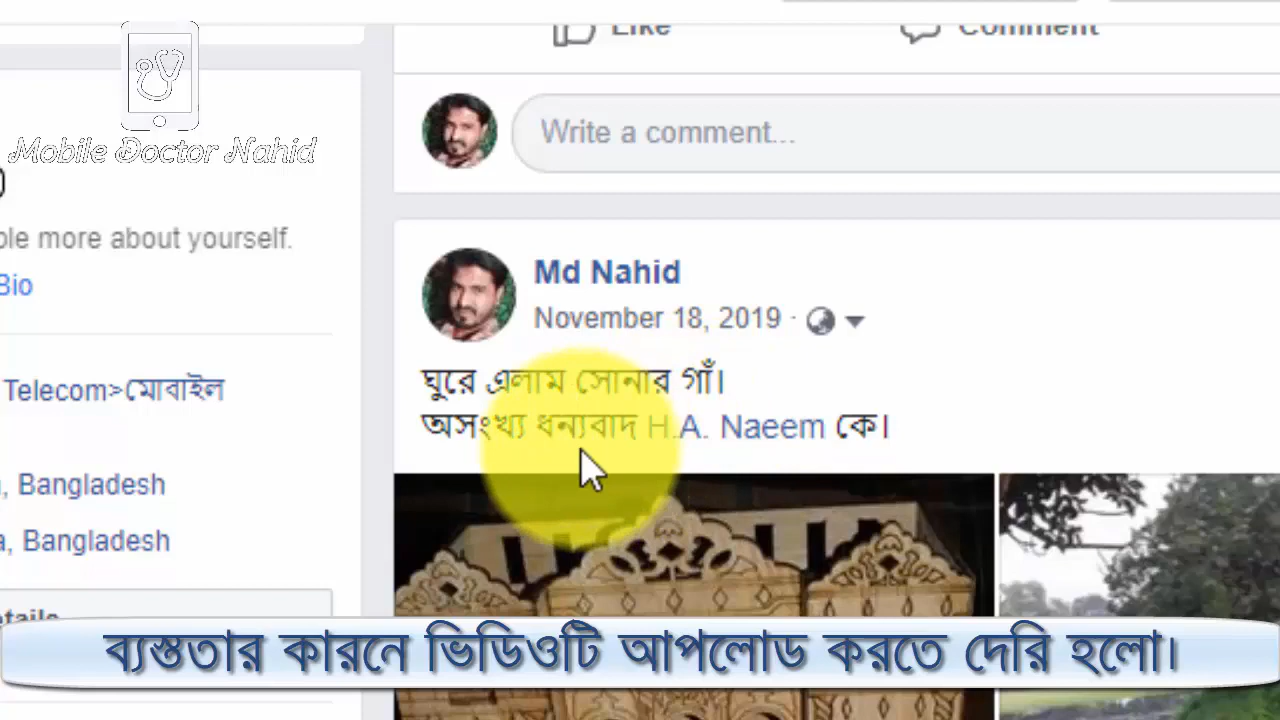 Like Comment
Mobile Doctor Nahid
Write a comment...
ple more about yourself.
Bio
Md Nahid
November 18, 2019 ·
ঘুরে এলাম সোনার গাঁ।
অসংখ্য ধন্যবাদ H.A. Naeem কে।
Telecom>মোবাইল
, Bangladesh
a, Bangladesh
etails
ব্যস্ততার কারনে ভিডিওটি আপলোড করতে দেরি হলো।